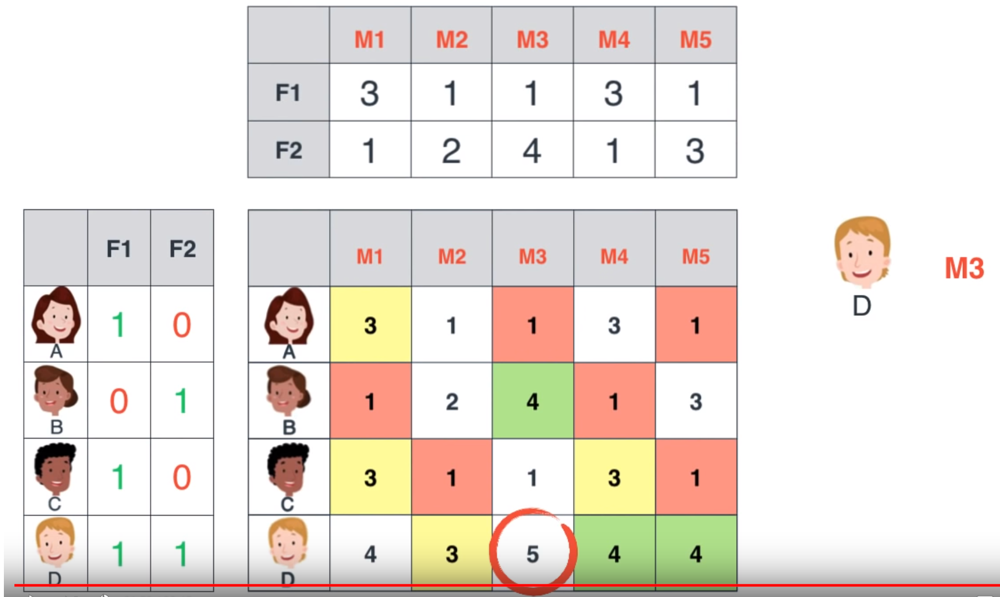 M1 M2 M3 M4 M5
F1 3 1 1 3 1
F2 1 2 4 1 3
F1 F2
A 1 0
B 0 1
C 1 0
D 1 1
M1 M2 M3 M4 M5
A 3 1 1 3 1
B 1 2 4 1 3
C 3 1 1 3 1
D 4 3 5 4 4
D
M3